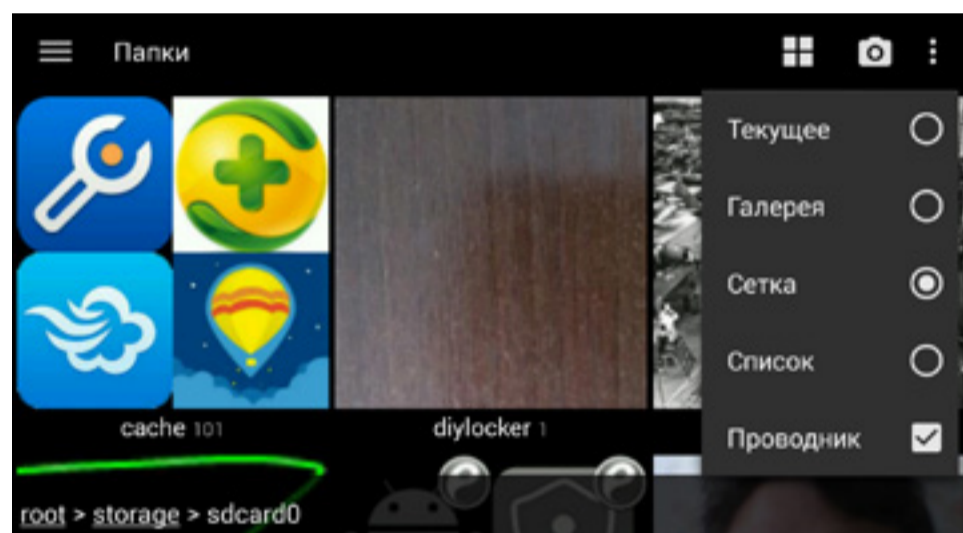 Папки
Текущее
Галерея
Сетка
Список
Проводник
cache 101
diylocker 1
root > storage > sdcard0